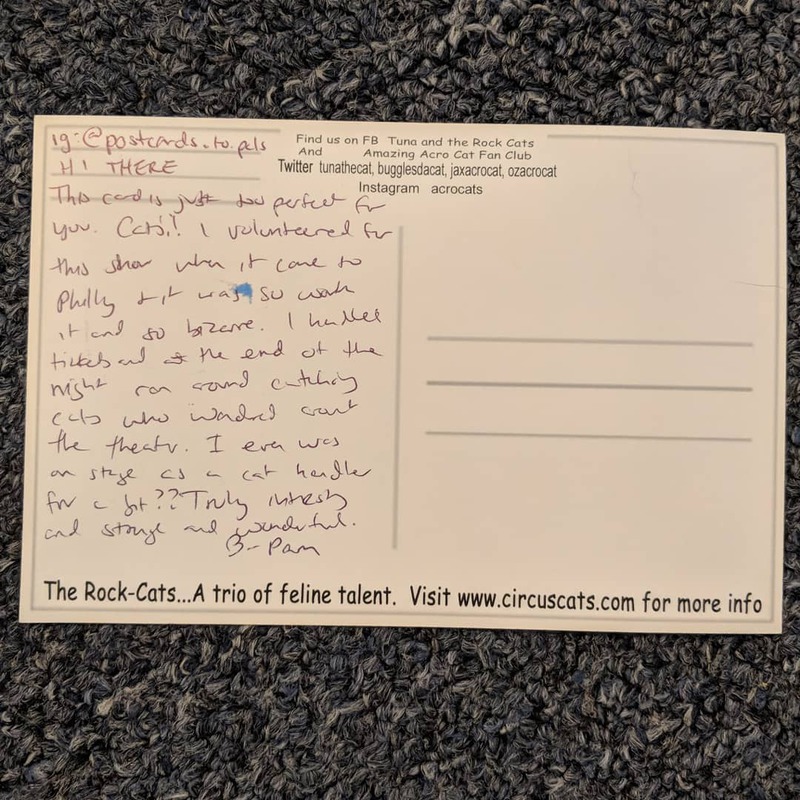 ig: @postcards.to.pals
HI THERE
This card is just too perfect for
you. Cats!! I volunteered for
this show when it came to
Philly & it was so worth
it and so bizarre. I handled
tickets and at the end of the
night ran around catching
cats who wandered around
the theatr. I even was
on stage as a cat handler
for a bit?? Truly
and strange and wonderful.
- Pam
Find us on FB Tuna and the Rock Cats
And Amazing Acro Cat Fan Club
Twitter tunathecat, bugglesdacat, jaxacrocat, ozacrocat
Instagram acrocats
The Rock-Cats...A trio of feline talent. Visit www.circuscats.com for more info